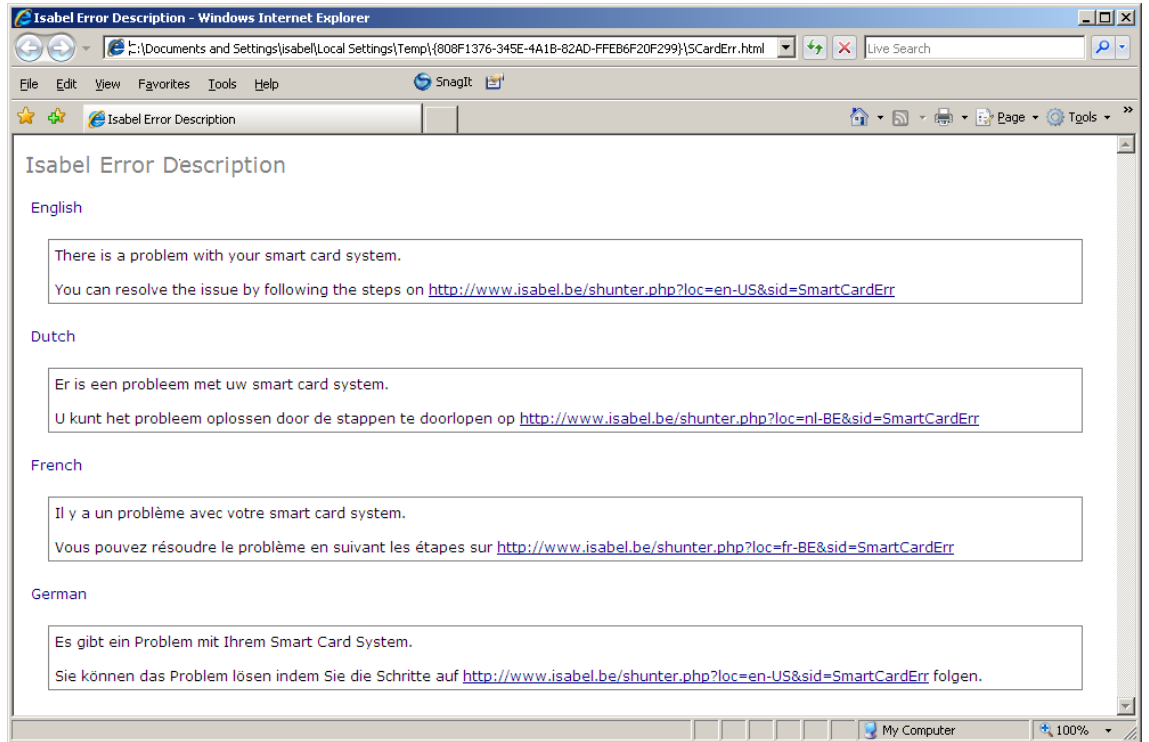 Isabel Error Description - Windows Internet Explorer
C:\Documents and Settings\isabel\Local Settings\Temp\{808F1376-345E-4A1B-82AD-FFEB6F20F299}\SCardErr.html Live Search
File Edit View Favorites Tools Help SnagIt
Isabel Error Description Page Tools
Isabel Error Description
English
There is a problem with your smart card system.
You can resolve the issue by following the steps on http://www.isabel.be/shunter.php?loc=en-US&sid=SmartCardErr
Dutch
Er is een probleem met uw smart card system.
U kunt het probleem oplossen door de stappen te doorlopen op http://www.isabel.be/shunter.php?loc=nl-BE&sid=SmartCardErr
French
Il y a un problème avec votre smart card system.
Vous pouvez résoudre le problème en suivant les étapes sur http://www.isabel.be/shunter.php?loc=fr-BE&sid=SmartCardErr
German
Es gibt ein Problem mit Ihrem Smart Card System.
Sie können das Problem lösen indem Sie die Schritte auf http://www.isabel.be/shunter.php?loc=en-US&sid=SmartCardErr folgen.
My Computer 100%